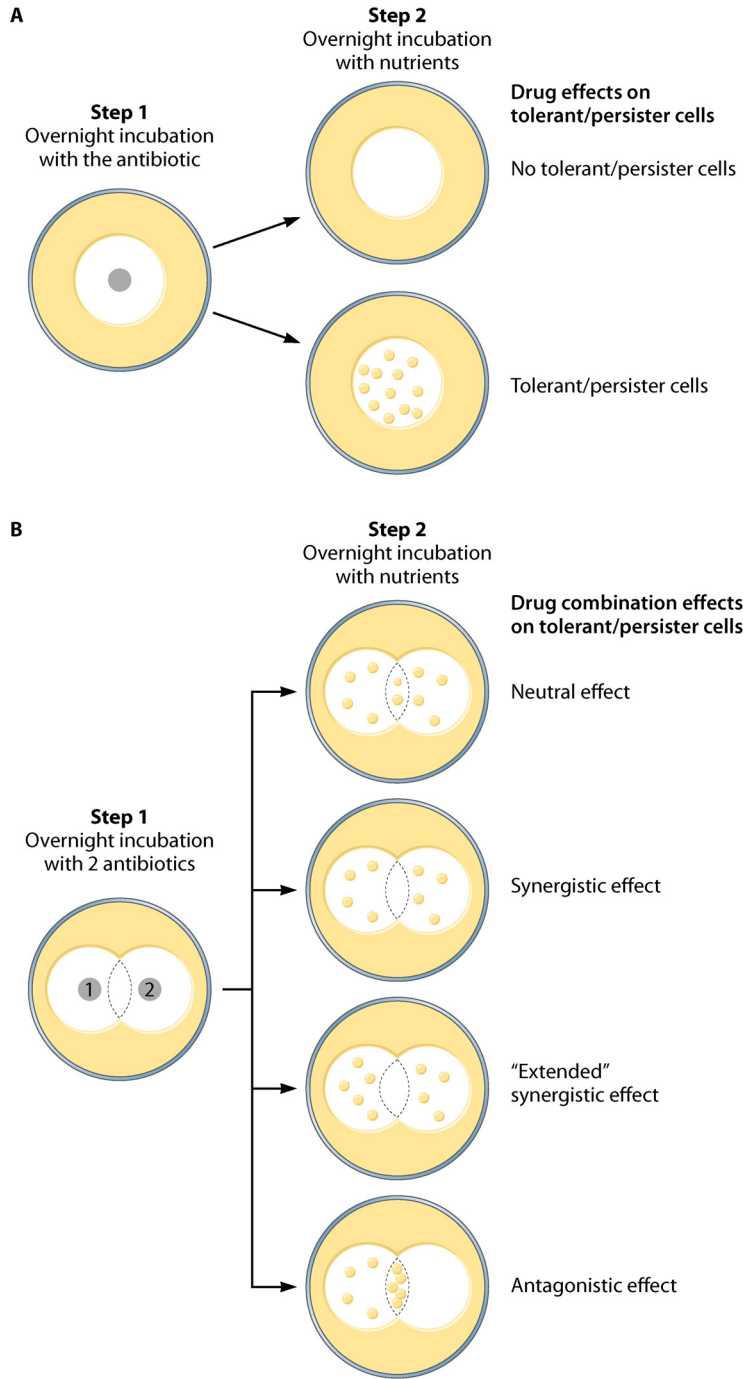 A
Step 2
Overnight incubation
with nutrients
Drug effects on
tolerant/persister cells
Step 1
Overnight incubation
with the antibiotic
No tolerant/persister cells
Tolerant/persister cells
B
Step 2
Overnight incubation
with nutrients
Drug combination effects
on tolerant/persister cells
Neutral effect
Step 1
Overnight incubation
with 2 antibiotics
Synergistic effect
1 2
“Extended”
synergistic effect
Antagonistic effect